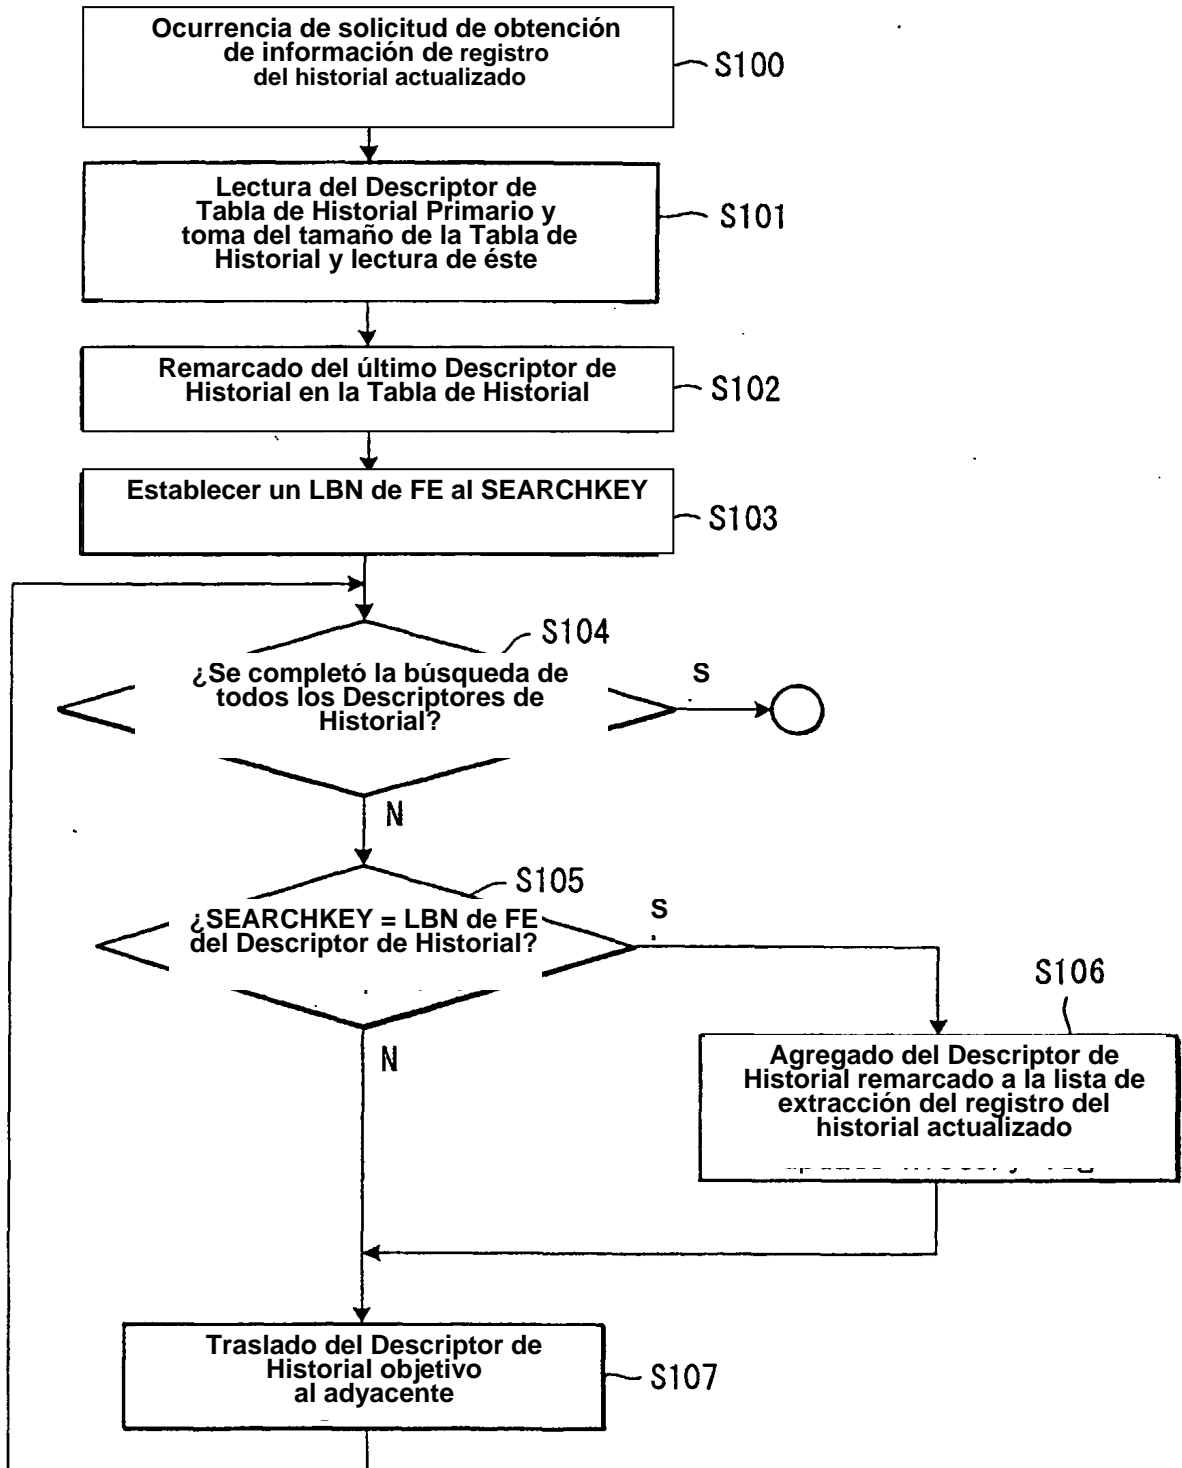 Ocurrencia de solicitud de obtención
de información de registro
del historial actualizado
S100
Lectura del Descriptor de
Tabla de Historial Primario y
toma del tamaño de la Tabla de
Historial y lectura de éste
S101
Remarcado del último Descriptor de
Historial en la Tabla de Historial
S102
Establecer un LBN de FE al SEARCHKEY
S103
S104
¿Se completó la búsqueda de
todos los Descriptores de
Historial?
S
N
S105
¿SEARCHKEY = LBN de FE
del Descriptor de Historial?
S
N
S106
Agregado del Descriptor de
Historial remarcado a la lista de
extracción del registro del
historial actualizado
Traslado del Descriptor de
Historial objetivo
al adyacente
S107